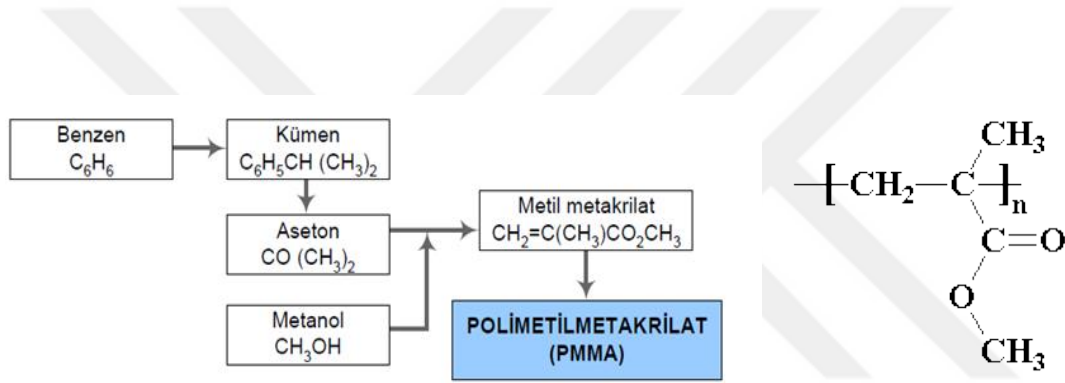 Benzen
C₆H₆
Kümen
C₆H₅CH (CH₃)₂
Aseton
CO (CH₃)₂
Metanol
CH₃OH
Metil metakrilat
CH₂=C(CH₃)CO₂CH₃
POLİMETİLMETAKRİLAT
(PMMA)
CH₃
[CH₂—C]n
C=O
O
CH₃